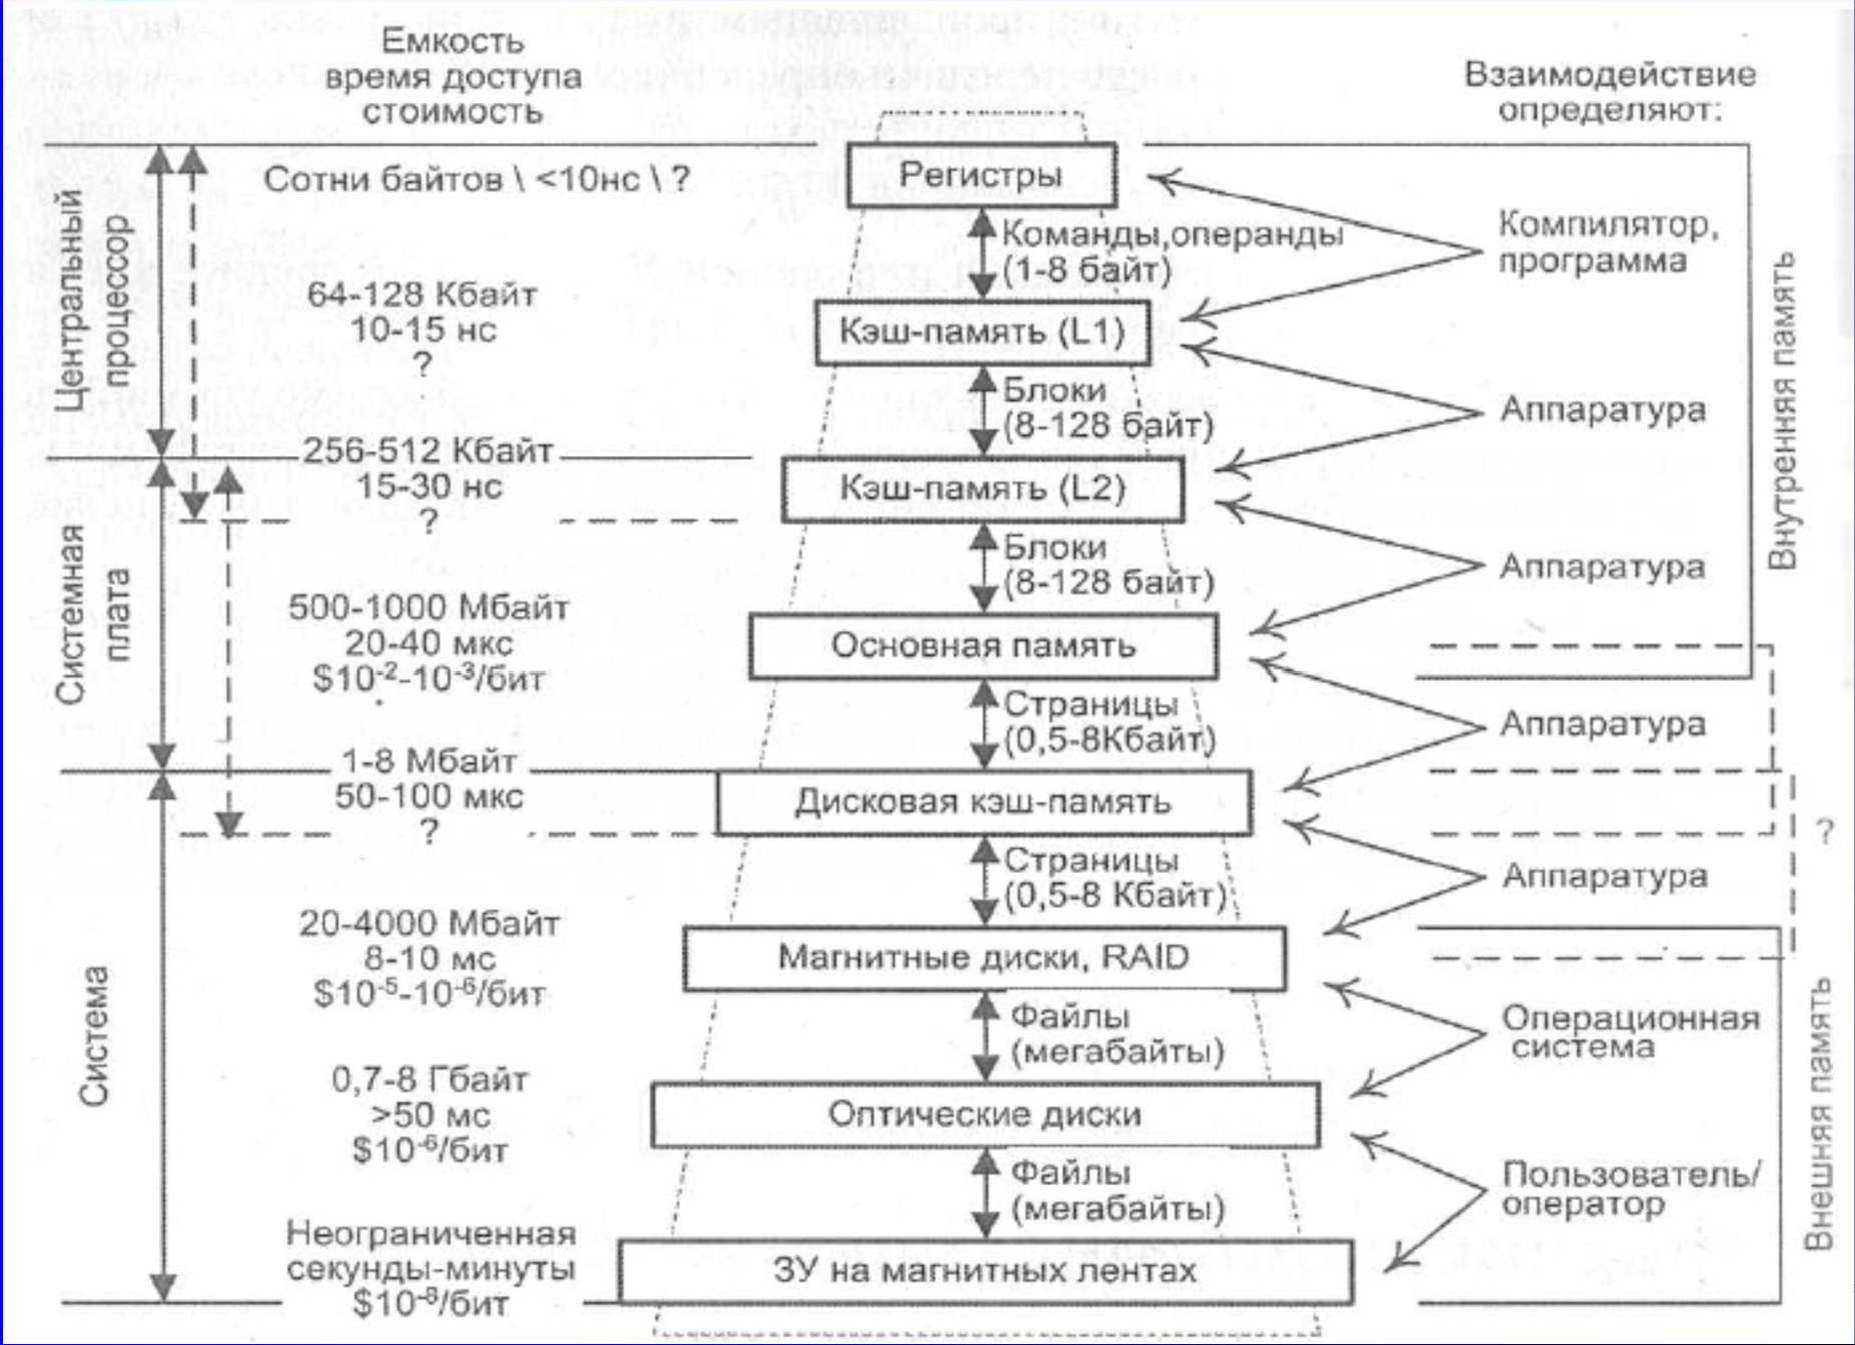 Емкость
время доступа
стоимость
Взаимодействие
определяют:
Сотни байтов \ <10нс \ ?
Регистры
Команды,операнды
(1-8 байт)
Компилятор,
программа
Центральный
процессор
64-128 Кбайт
10-15 нс
?
Кэш-память (L1)
Блоки
(8-128 байт)
Аппаратура
Внутренняя память
256-512 Кбайт
15-30 нс
?
Кэш-память (L2)
Блоки
(8-128 байт)
Аппаратура
Системная
плата
500-1000 Мбайт
20-40 мкс
$10⁻²-10⁻³/бит
Основная память
Страницы
(0,5-8Кбайт)
Аппаратура
1-8 Мбайт
50-100 мкс
?
Дисковая кэш-память
?
Страницы
(0,5-8 Кбайт)
Аппаратура
Система
20-4000 Мбайт
8-10 мс
$10⁻⁵-10⁻⁶/бит
Магнитные диски, RAID
Файлы
(мегабайты)
Операционная
система
Внешняя память
0,7-8 Гбайт
>50 мс
$10⁻⁶/бит
Оптические диски
Файлы
(мегабайты)
Пользователь/
оператор
Неограниченная
секунды-минуты
$10⁻⁸/бит
ЗУ на магнитных лентах